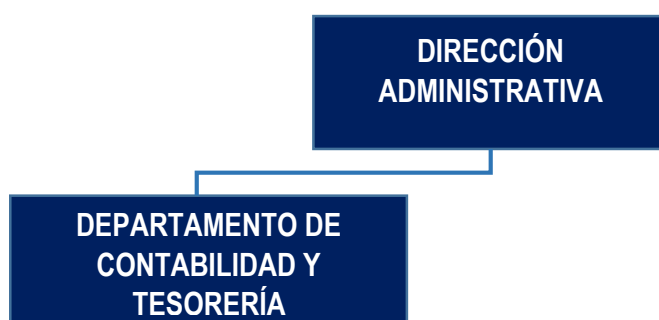 DIRECCIÓN
ADMINISTRATIVA
DEPARTAMENTO DE
CONTABILIDAD Y
TESORERÍA